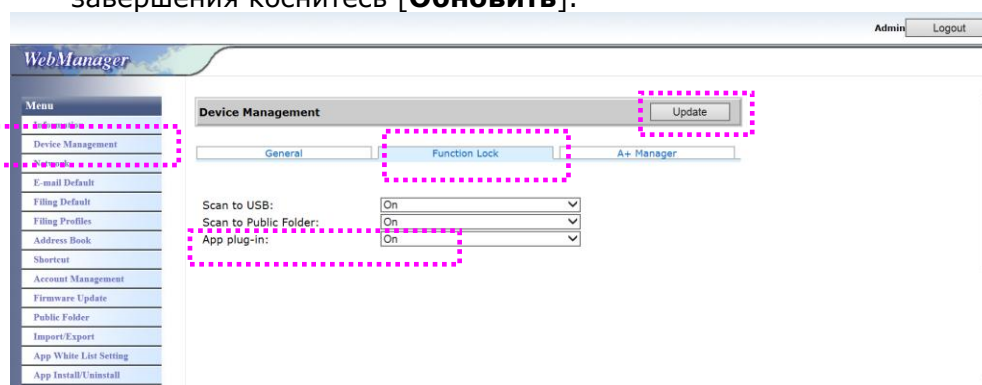 завершения коснитесь [Обновить].
Admin Logout
WebManager
Menu
Information
Device Management
Network
E-mail Default
Filing Default
Filing Profiles
Address Book
Shortcut
Account Management
Firmware Update
Public Folder
Import/Export
App White List Setting
App Install/Uninstall
Device Management
Update
General
Function Lock
A+ Manager
Scan to USB: On
Scan to Public Folder: On
App plug-in: On